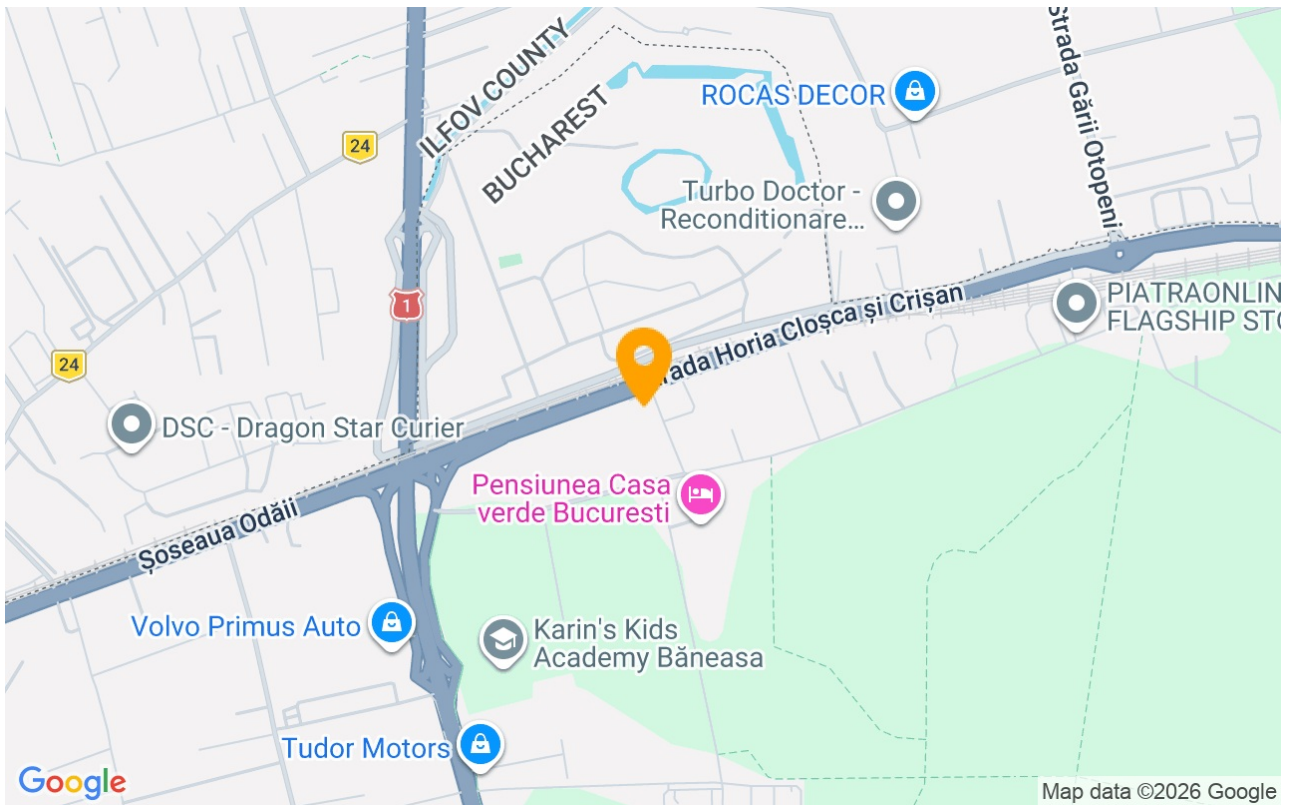 Strada Gării Otopeni
ILFOV COUNTY
BUCHAREST
ROCAS DECOR
24
Turbo Doctor -
Reconditionare...
1
PIATRAONLIN
FLAGSHIP STO
rada Horia Cloșca și Crișan
24
DSC - Dragon Star Curier
Pensiunea Casa
verde Bucuresti
Șoseaua Odăii
Volvo Primus Auto
Karin's Kids
Academy Băneasa
Tudor Motors
Google
Map data ©2026 Google